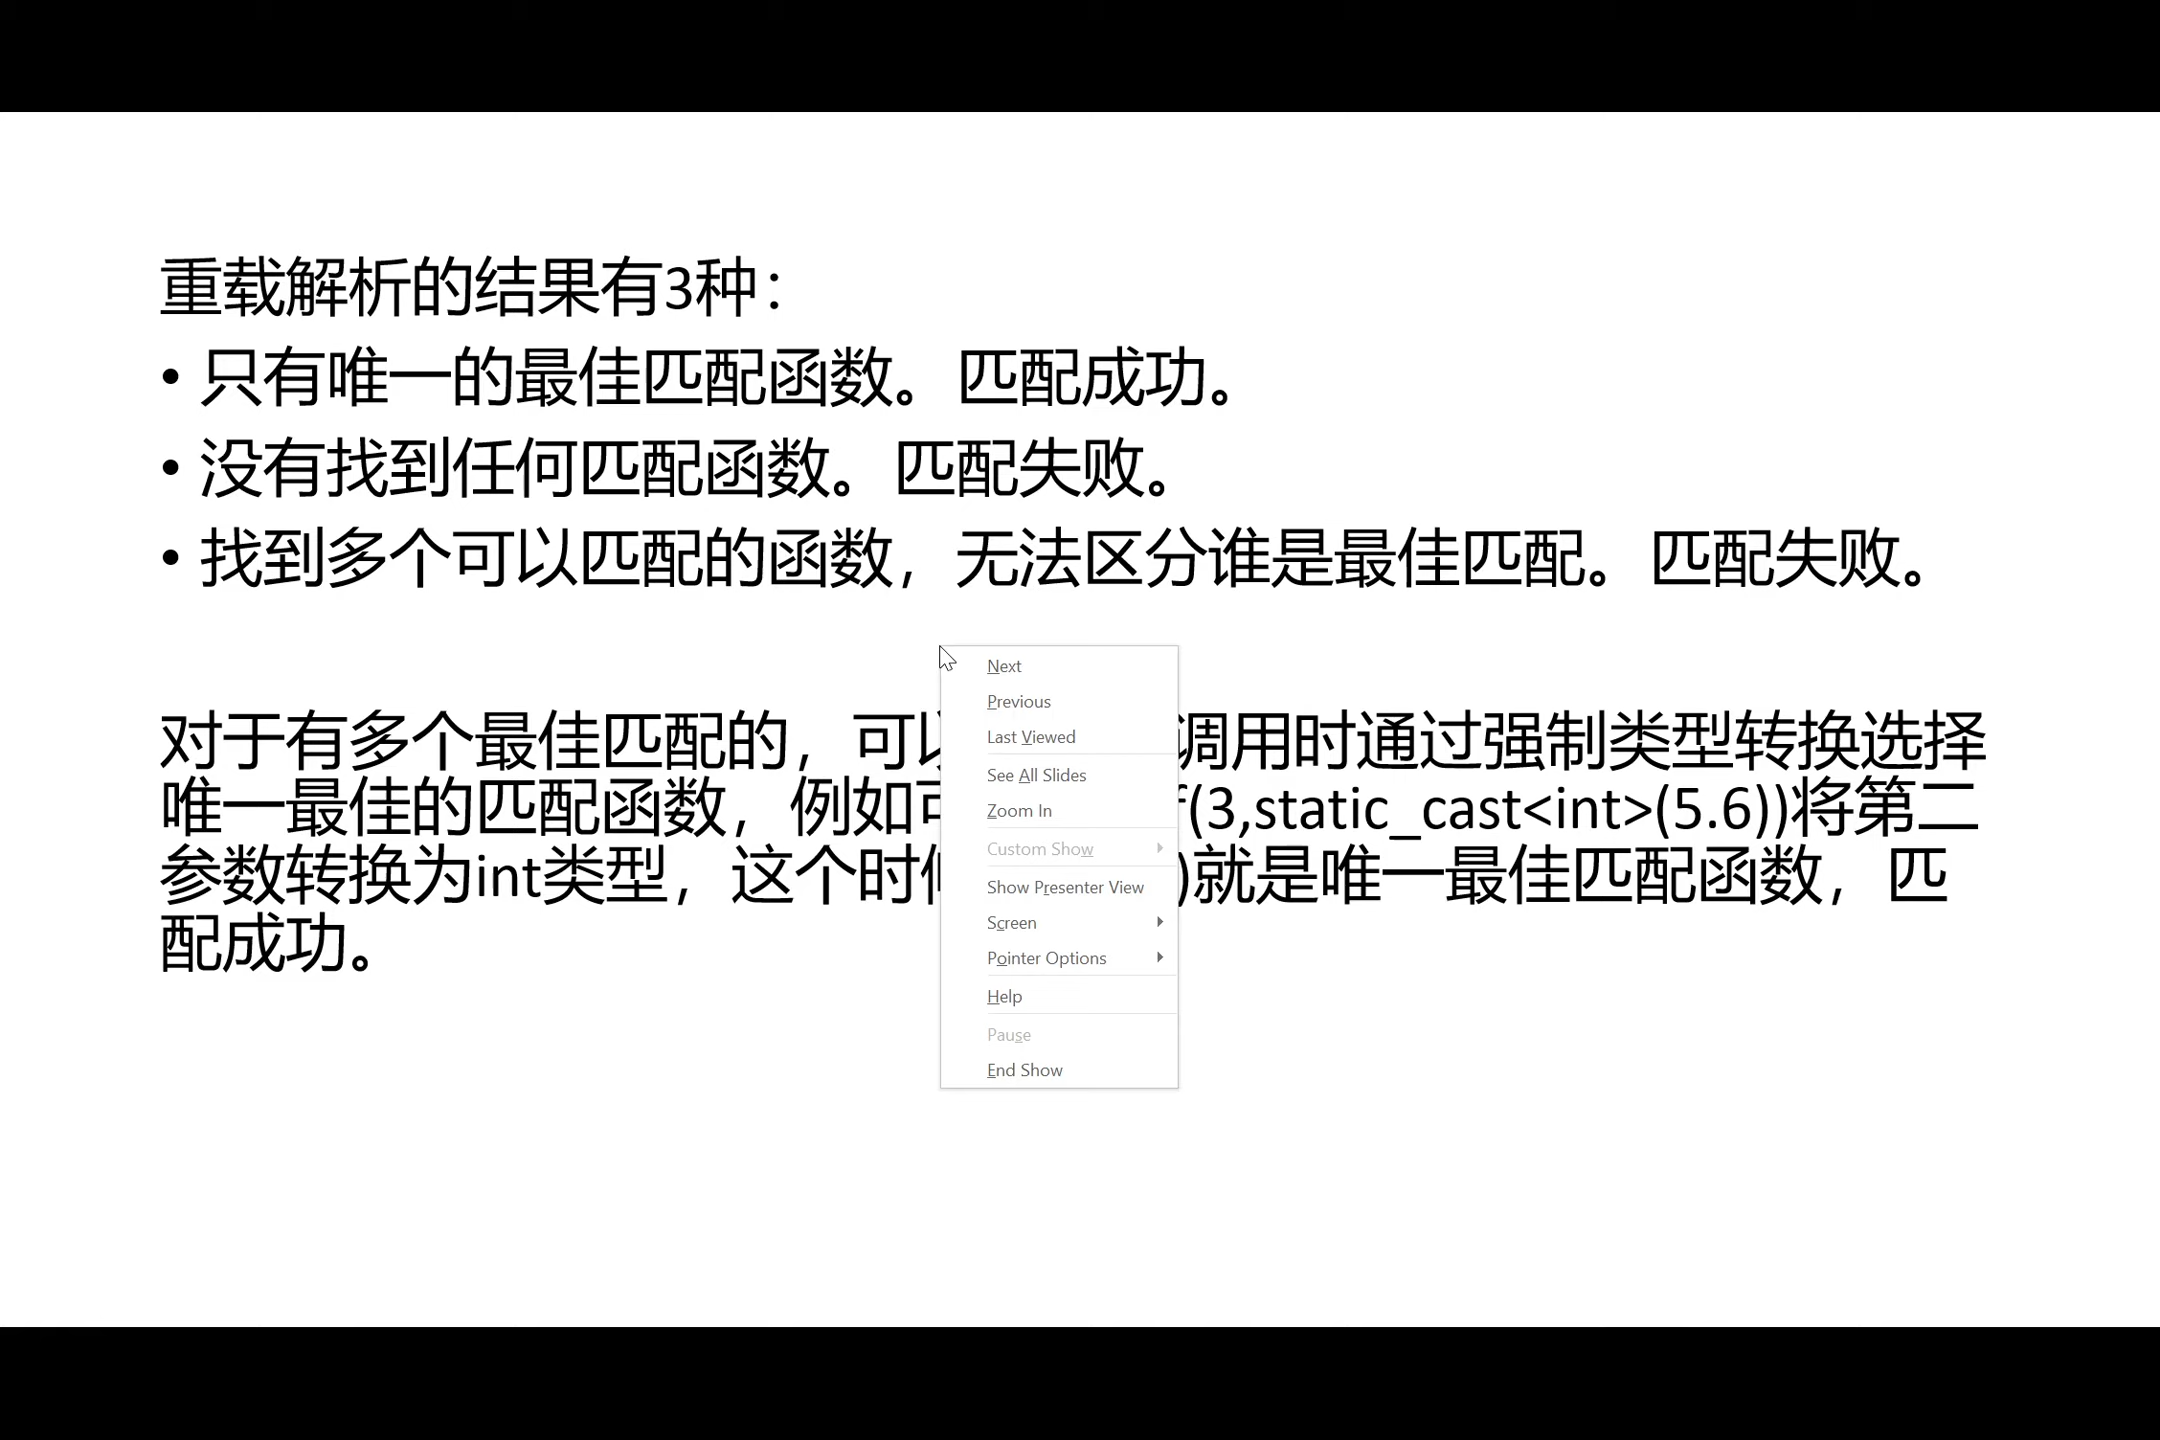 重载解析的结果有3种：
• 只有唯一的最佳匹配函数。匹配成功。
• 没有找到任何匹配函数。匹配失败。
• 找到多个可以匹配的函数，无法区分谁是最佳匹配。匹配失败。
对于有多个最佳匹配的，可 调用时通过强制类型转换选择
唯一最佳的匹配函数，例如 f(3,static_cast<int>(5.6))将第二
参数转换为int类型，这个时 )就是唯一最佳匹配函数，匹
配成功。
Next
Previous
Last Viewed
See All Slides
Zoom In
Custom Show
Show Presenter View
Screen
Pointer Options
Help
Pause
End Show